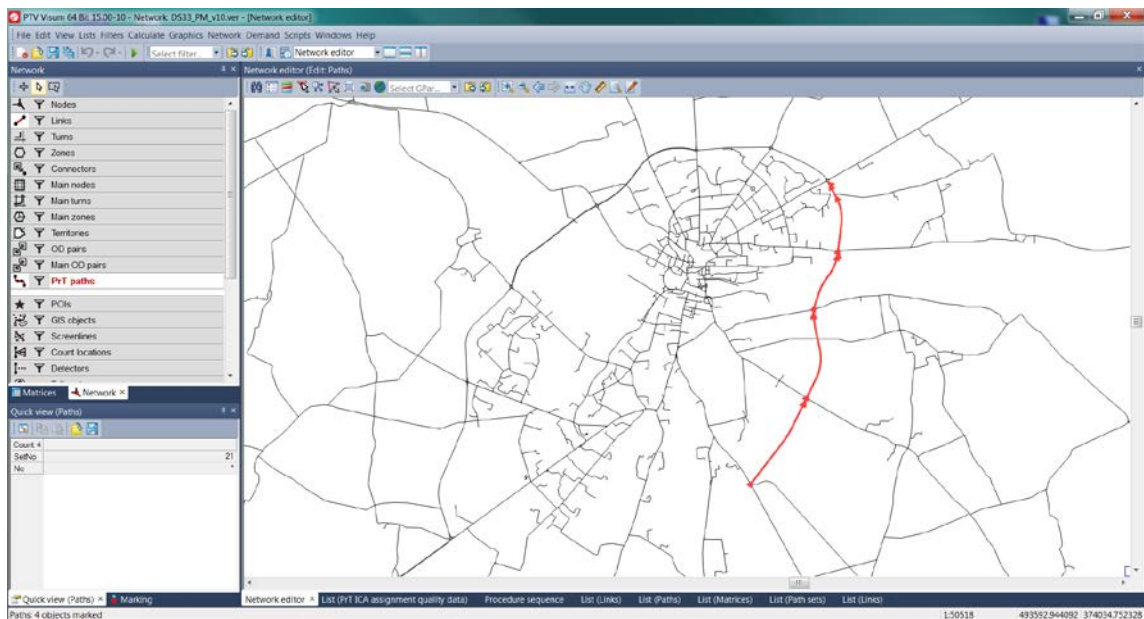 PTV Visum 64 Bit 15.00-10 - Network: DS33_PM_v10.ver - [Network editor]
File Edit View Lists Filters Calculate Graphics Network Demand Scripts Windows Help
Select filter... Network editor
Network
Network editor (Edit: Paths)
Select GPar...
Nodes
Links
Turns
Zones
Connectors
Main nodes
Main turns
Main zones
Territories
OD pairs
Main OD pairs
PrT paths
POIs
GIS objects
Screenlines
Count locations
Detectors
Matrices Network
Quick view (Paths)
Count: 4
SetNo 21
No *
Quick view (Paths) Marking
Network editor List (PrT ICA assignment quality data) Procedure sequence List (Links) List (Paths) List (Matrices) List (Path sets) List (Lines)
Paths: 4 objects marked 1:50518 493592.944092 374034.752328